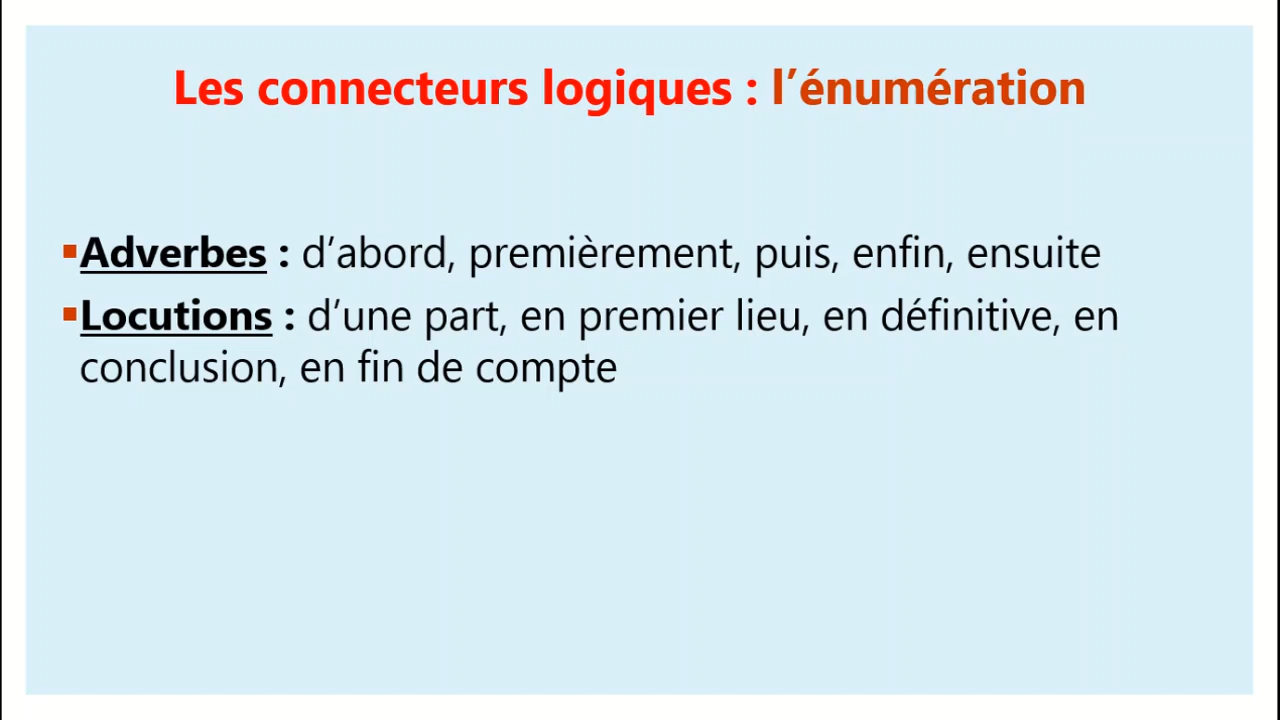 Les connecteurs logiques : l’énumération
▪Adverbes : d’abord, premièrement, puis, enfin, ensuite
▪Locutions : d’une part, en premier lieu, en définitive, en
conclusion, en fin de compte